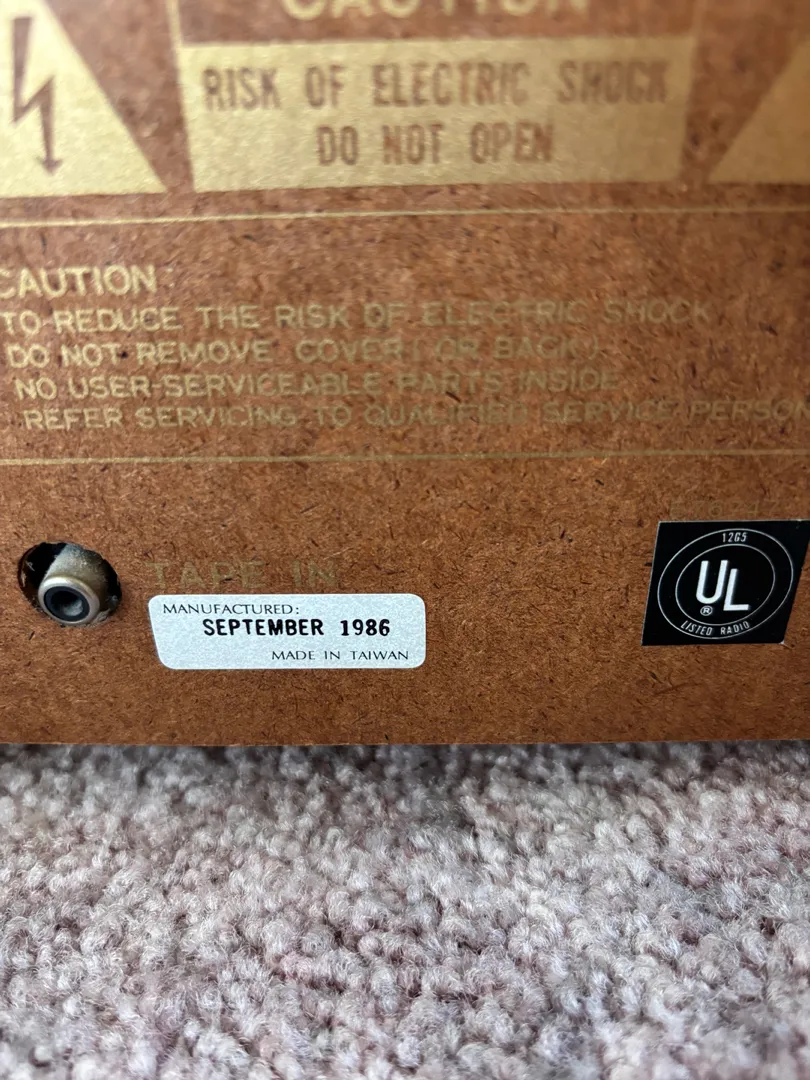 CAUTION
RISK OF ELECTRIC SHOCK
DO NOT OPEN
CAUTION:
TO REDUCE THE RISK OF ELECTRIC SHOCK
DO NOT REMOVE COVER ( OR BACK )
NO USER-SERVICEABLE PARTS INSIDE
REFER SERVICING TO QUALIFIED SERVICE
TAPE IN
MANUFACTURED:
SEPTEMBER 1986
MADE IN TAIWAN
12G5
UL
®
LISTED RADIO